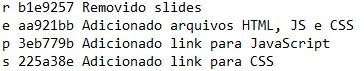 r b1e9257 Removido slides
e aa921bb Adicionado arquivos HTML, JS e CSS
p 3eb779b Adicionado link para JavaScript
s 225a38e Adicionado link para CSS